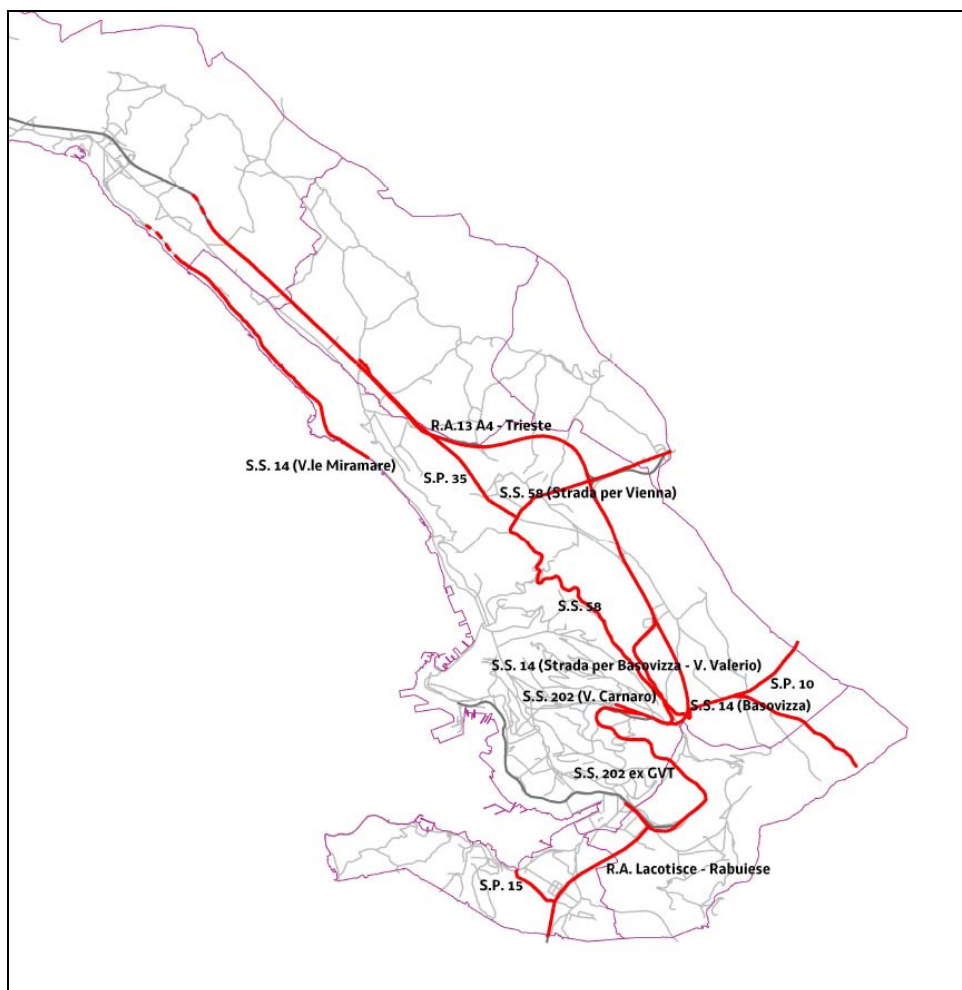 R.A.13 A4 - Trieste
S.S. 14 (V.le Miramare)
S.P. 35
S.S. 58 (Strada per Vienna)
S.S. 58
S.S. 14 (Strada per Basovizza - V. Valerio)
S.P. 10
S.S. 202 (V. Carnaro)
S.S. 14 (Basovizza)
S.S. 202 ex GVT
R.A. Lacotisce - Rabuiese
S.P. 15